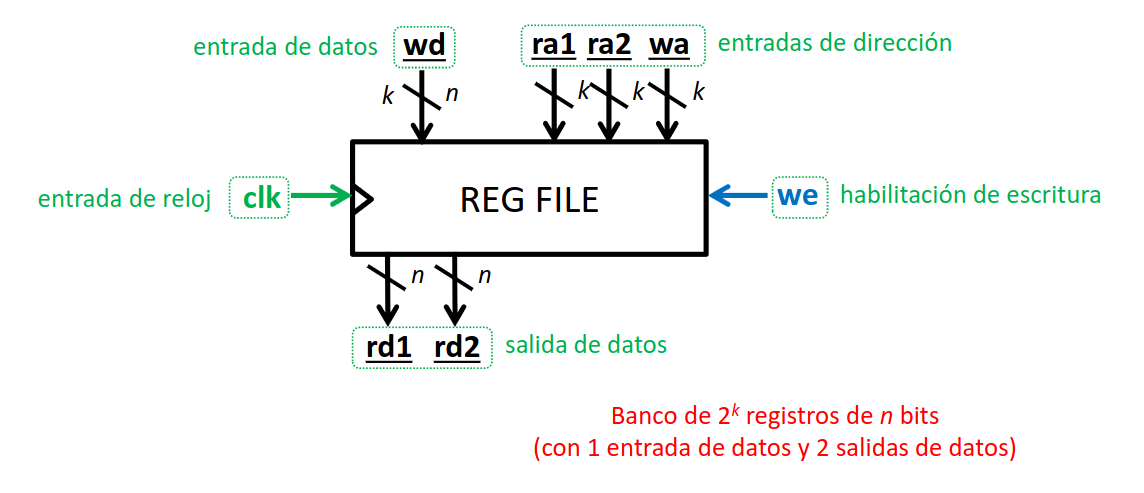 entrada de datos wd ra1 ra2 wa entradas de dirección
k n k k k
entrada de reloj clk REG FILE we habilitación de escritura
n n
rd1 rd2 salida de datos
Banco de 2^k registros de n bits
(con 1 entrada de datos y 2 salidas de datos)